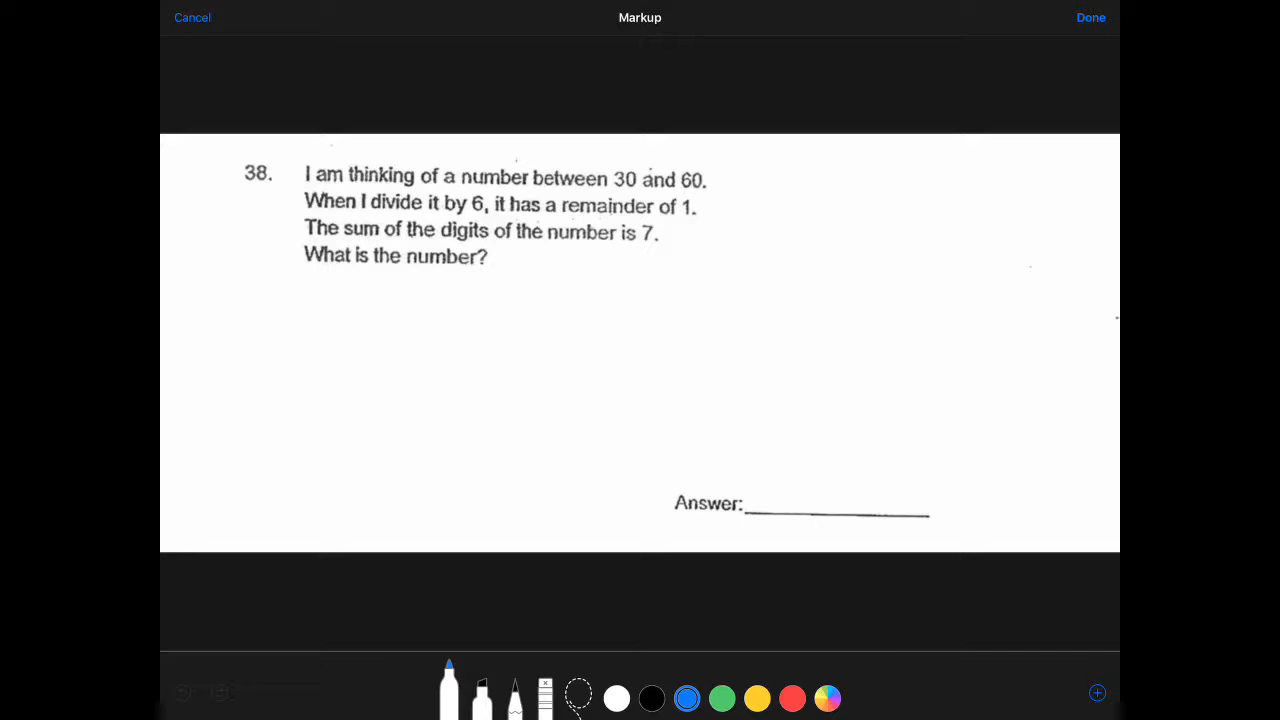 Cancel Markup Done
38. I am thinking of a number between 30 and 60.
When I divide it by 6, it has a remainder of 1.
The sum of the digits of the number is 7.
What is the number?
Answer: